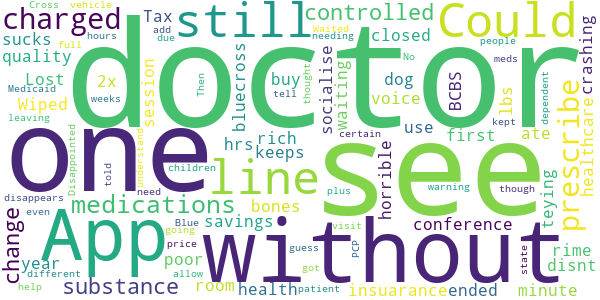 Cross vehicle
charged still Could
Tax add hours due
controlled Waited needing people
sucks closed
quality
doctor
Lost 2x full
session
bluecross
buy
socialise
waiting
dog
voice
No
BCBS
meds
crashing
Medicaid weeks
Then
tell
thought
lbs
prescribe
healthcare
leaving Wiped
hrs rich
use first ate
kept
dependent
one
Disappointed
told
understand
keeps
line
see
certain
horrible
warning though
teying
disappears need children plus
medications bones
change
even
App
Blue savings
without
conference
going
price
guess
visit
PCP
got
state
rime
year poor
different allow
disnt
help substance room health patient insuarance ended minute